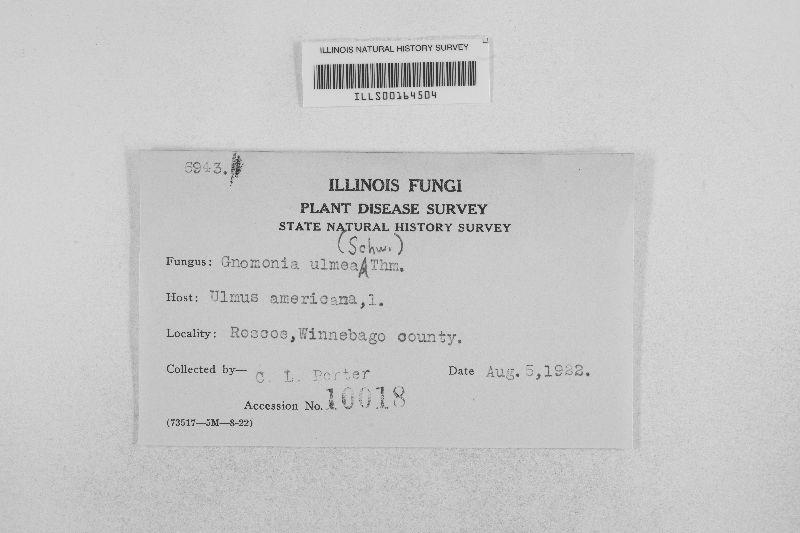 ILLINOIS NATURAL HISTORY SURVEY
ILLS00164504
6943.
ILLINOIS FUNGI
PLANT DISEASE SURVEY
STATE NATURAL HISTORY SURVEY
(Schw.)
Fungus: Gnomonia ulmea Thm.
Host: Ulmus americana,l.
Locality: Roscoe,Winnebago county.
Collected by— C. L. Porter Date Aug. 5,1922.
Accession No. 10018
(73517—5M—8-22)